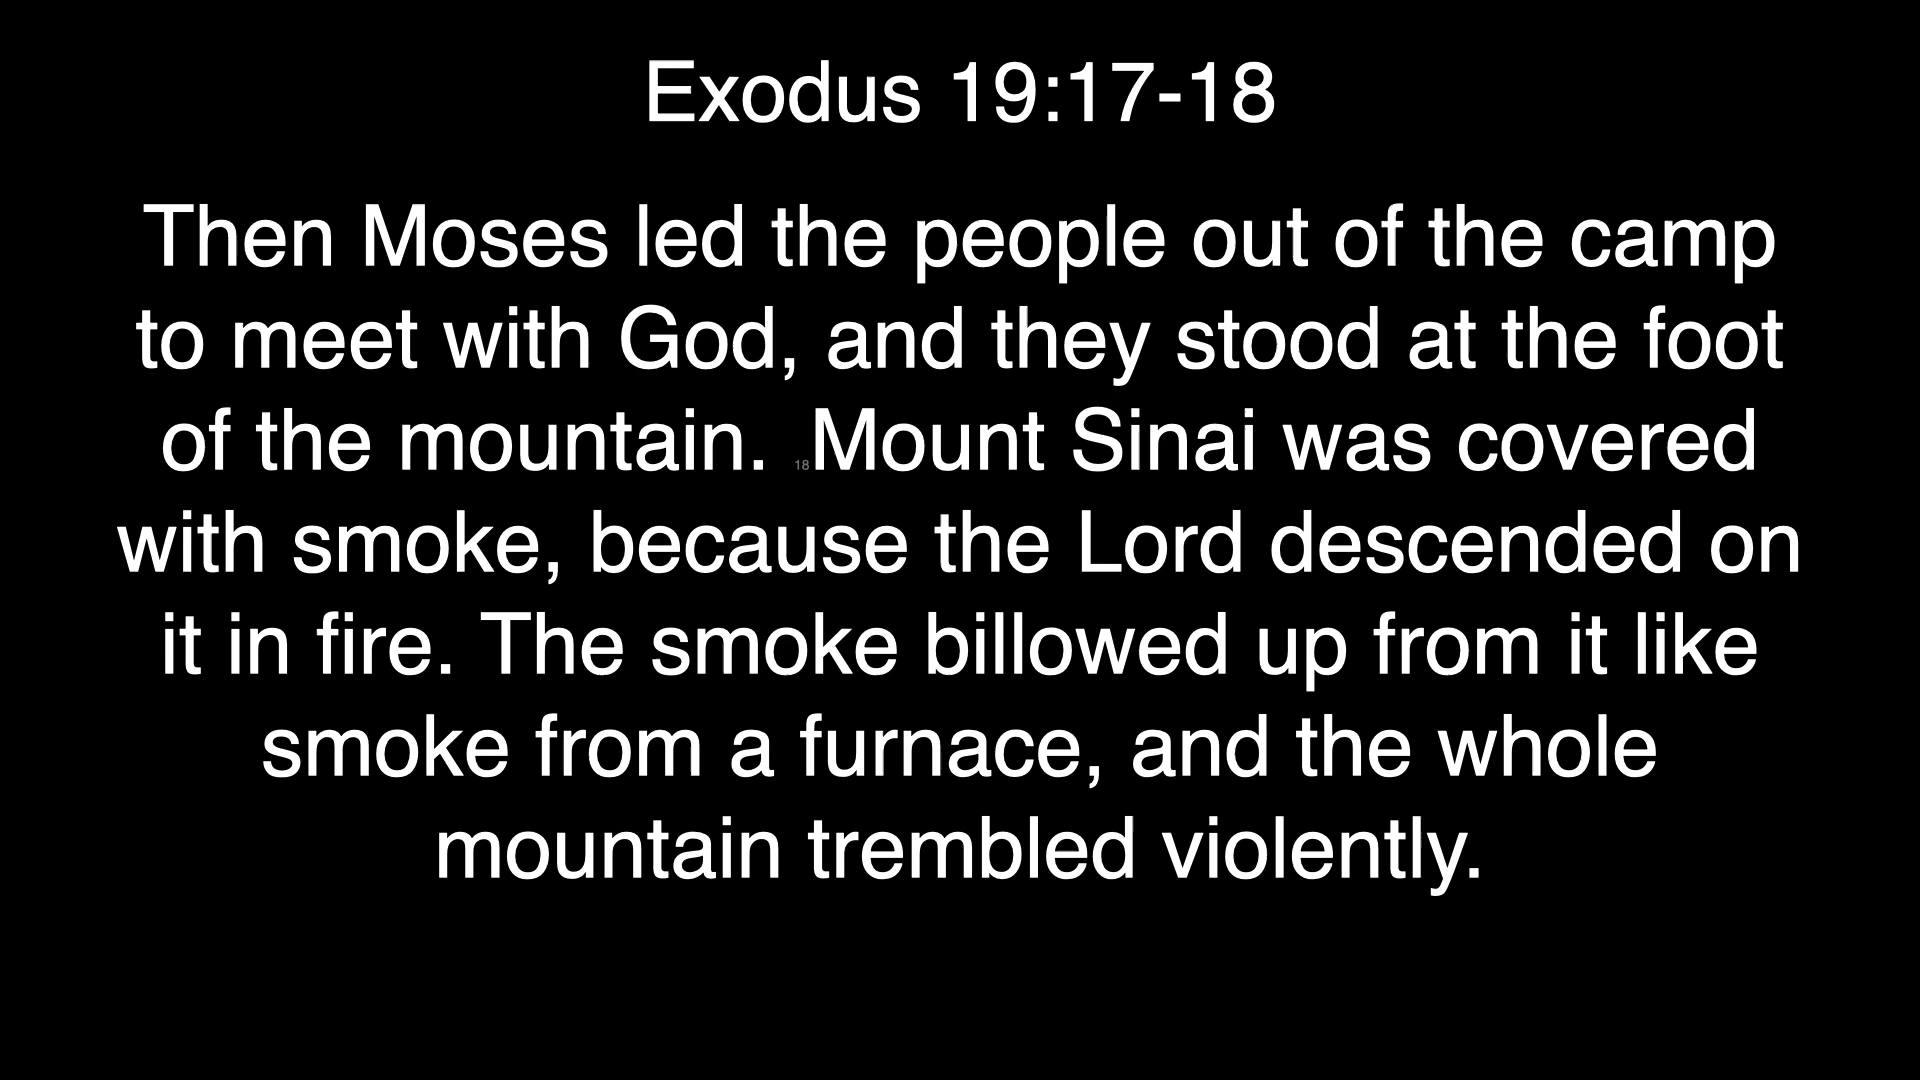 Exodus 19:17-18
Then Moses led the people out of the camp
to meet with God, and they stood at the foot
of the mountain. 18Mount Sinai was covered
with smoke, because the Lord descended on
it in fire. The smoke billowed up from it like
smoke from a furnace, and the whole
mountain trembled violently.